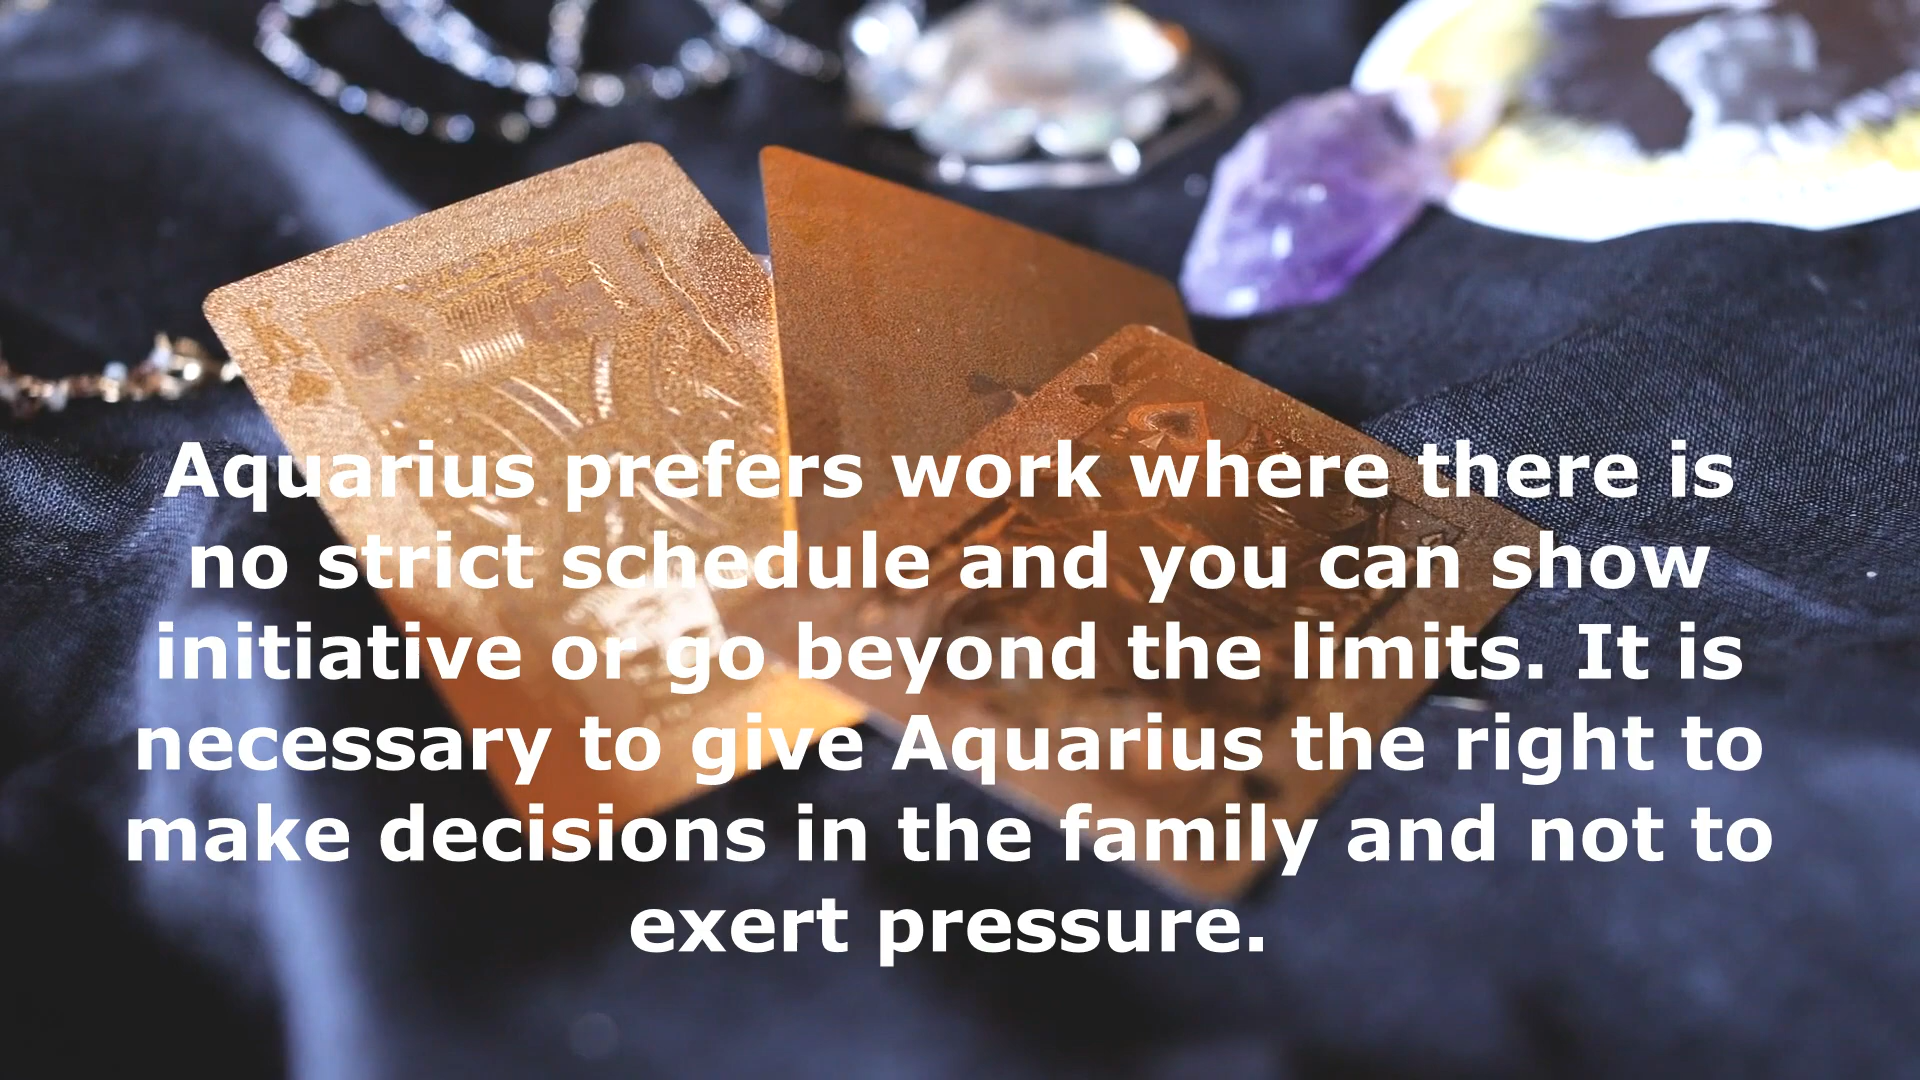 Aquarius prefers work where there is
no strict schedule and you can show
initiative or go beyond the limits. It is
necessary to give Aquarius the right to
make decisions in the family and not to
exert pressure.